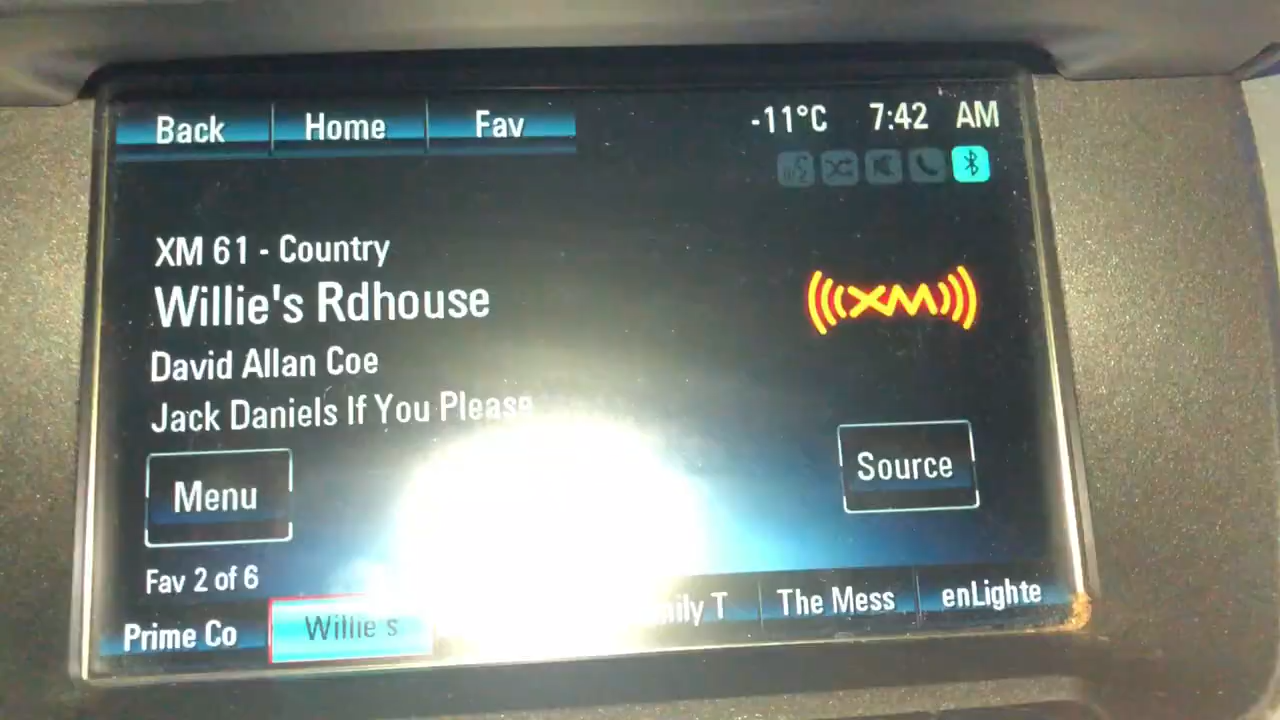 Back Home Fav -11°C 7:42 AM
XM 61 - Country
Willie's Rdhouse
XM
David Allan Coe
Jack Daniels If You Please
Menu
Source
Fav 2 of 6
Prime Co Willie's The Mess enLighte